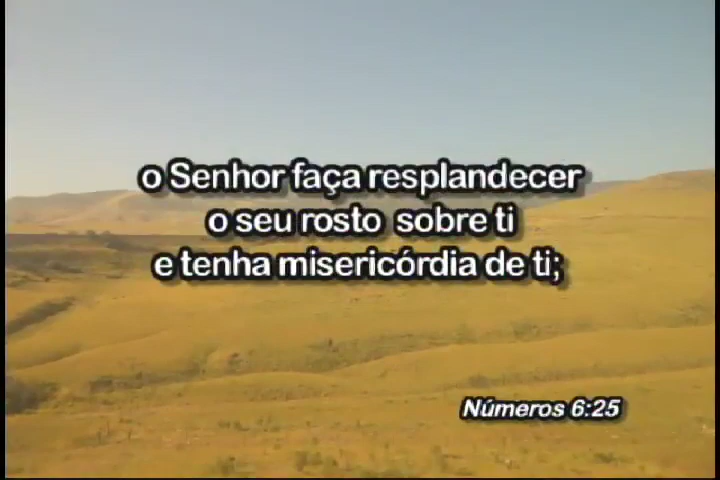 o Senhor faça resplandecer
o seu rosto sobre ti
e tenha misericórdia de ti;
Números 6:25